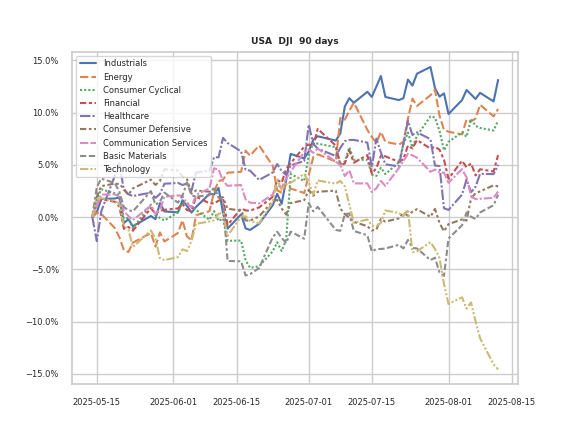 USA DJI 90 days
15.0%
10.0%
5.0%
0.0%
−5.0%
−10.0%
−15.0%
Industrials
Energy
Consumer Cyclical
Financial
Healthcare
Consumer Defensive
Communication Services
Basic Materials
Technology
2025-05-15 2025-06-01 2025-06-15 2025-07-01 2025-07-15 2025-08-01 2025-08-15